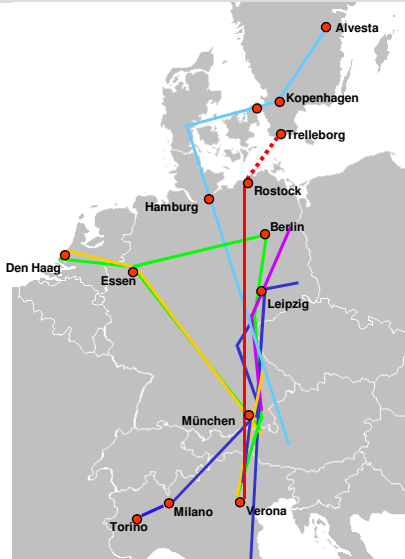 Alvesta
Kopenhagen
Trelleborg
Rostock
Hamburg
Berlin
Den Haag
Essen
Leipzig
München
Milano
Verona
Torino